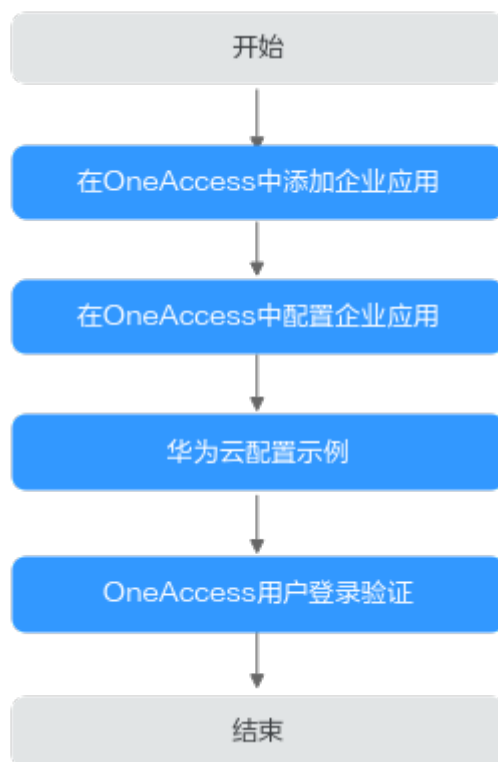 开始
在OneAccess中添加企业应用
在OneAccess中配置企业应用
华为云配置示例
OneAccess用户登录验证
结束